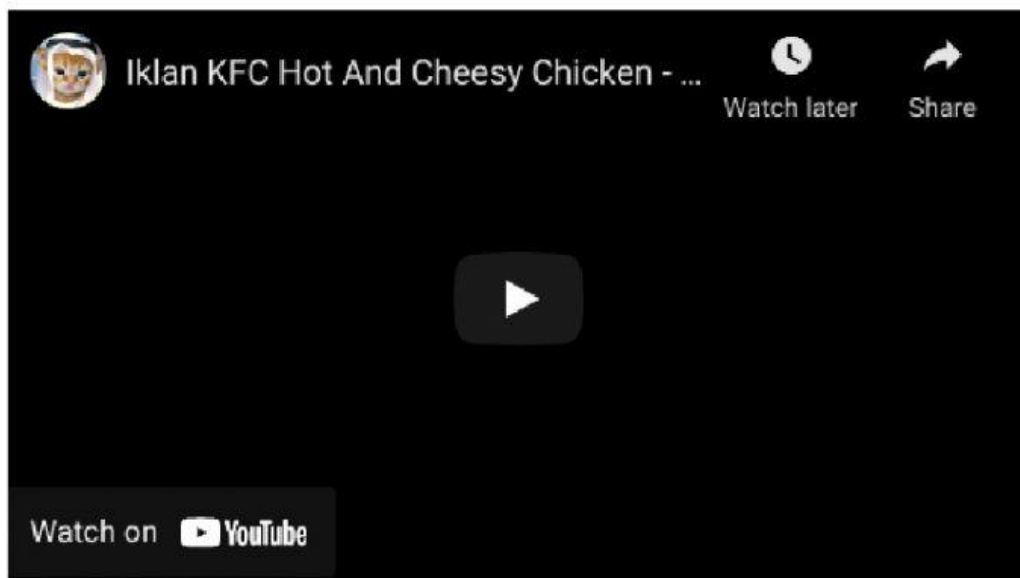 Iklan KFC Hot And Cheesy Chicken - ...
Watch later
Share
Watch on YouTube